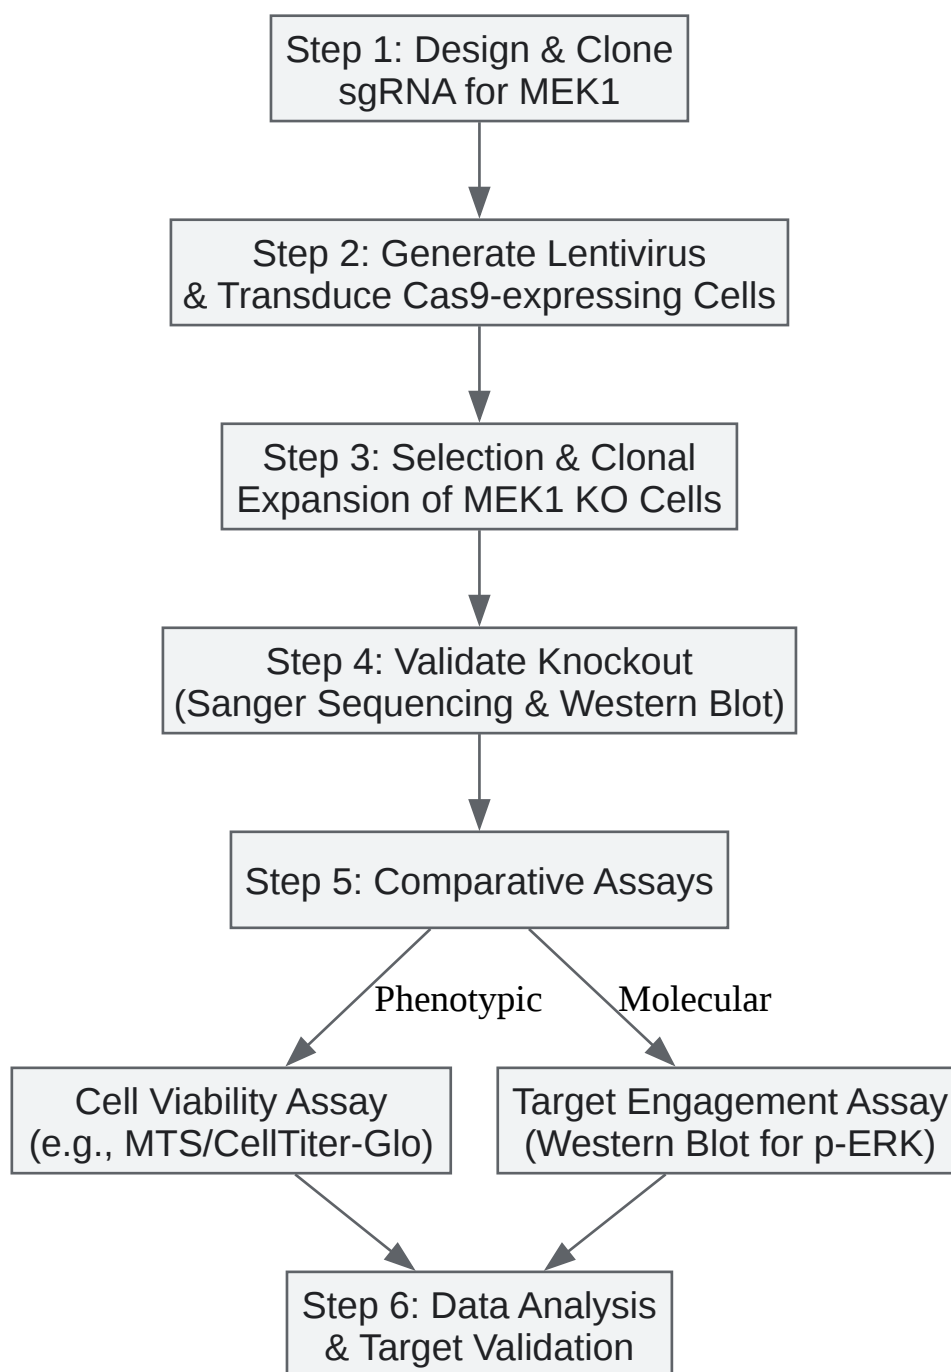 Step 1: Design & Clone
sgRNA for MEK1
Step 2: Generate Lentivirus
& Transduce Cas9-expressing Cells
Step 3: Selection & Clonal
Expansion of MEK1 KO Cells
Step 4: Validate Knockout
(Sanger Sequencing & Western Blot)
Step 5: Comparative Assays
Phenotypic
Molecular
Cell Viability Assay
(e.g., MTS/CellTiter-Glo)
Target Engagement Assay
(Western Blot for p-ERK)
Step 6: Data Analysis
& Target Validation